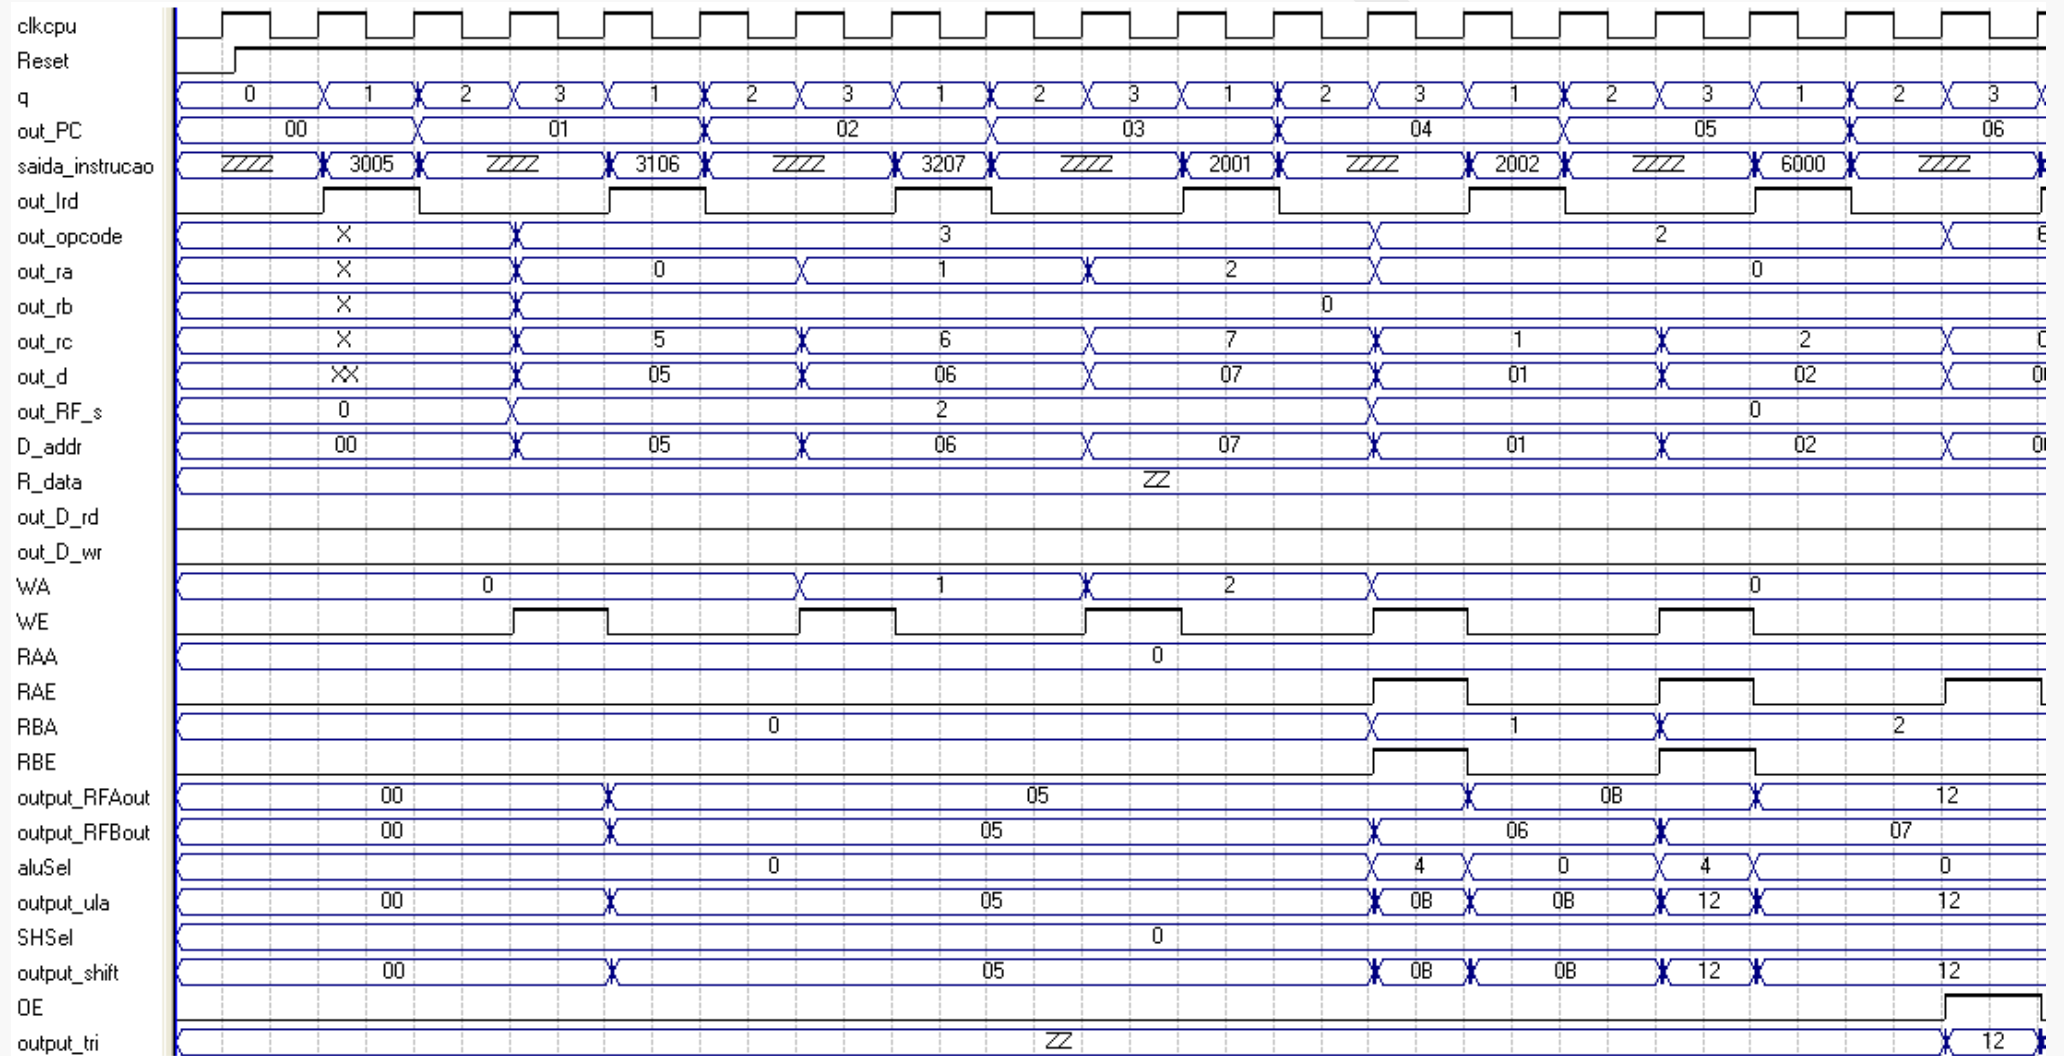 clkcpu
Reset
q 0 1 2 3 1 2 3 1 2 3 1 2 3 1 2 3 1 2 3
out_PC 00 01 02 03 04 05 06
saida_instrucao ZZZZ 3005 ZZZZ 3106 ZZZZ 3207 ZZZZ 2001 ZZZZ 2002 ZZZZ 6000 ZZZZ
out_Ird
out_opcode X 3 2 6
out_ra X 0 1 2 0
out_rb X 0
out_rc X 5 6 7 1 2 0
out_d XX 05 06 07 01 02
out_RF_s 0 2 0
D_addr 00 05 06 07 01 02
R_data ZZ
out_D_rd
out_D_wr
WA 0 1 2 0
WE
RAA 0
RAE
RBA 0 1 2
RBE
output_RFAout 00 05 0B 12
output_RFBout 00 05 06 07
aluSel 0 4 0 4 0
output_ula 00 05 0B 0B 12 12
SHSel 0
output_shift 00 05 0B 0B 12 12
OE
output_tri ZZ 12